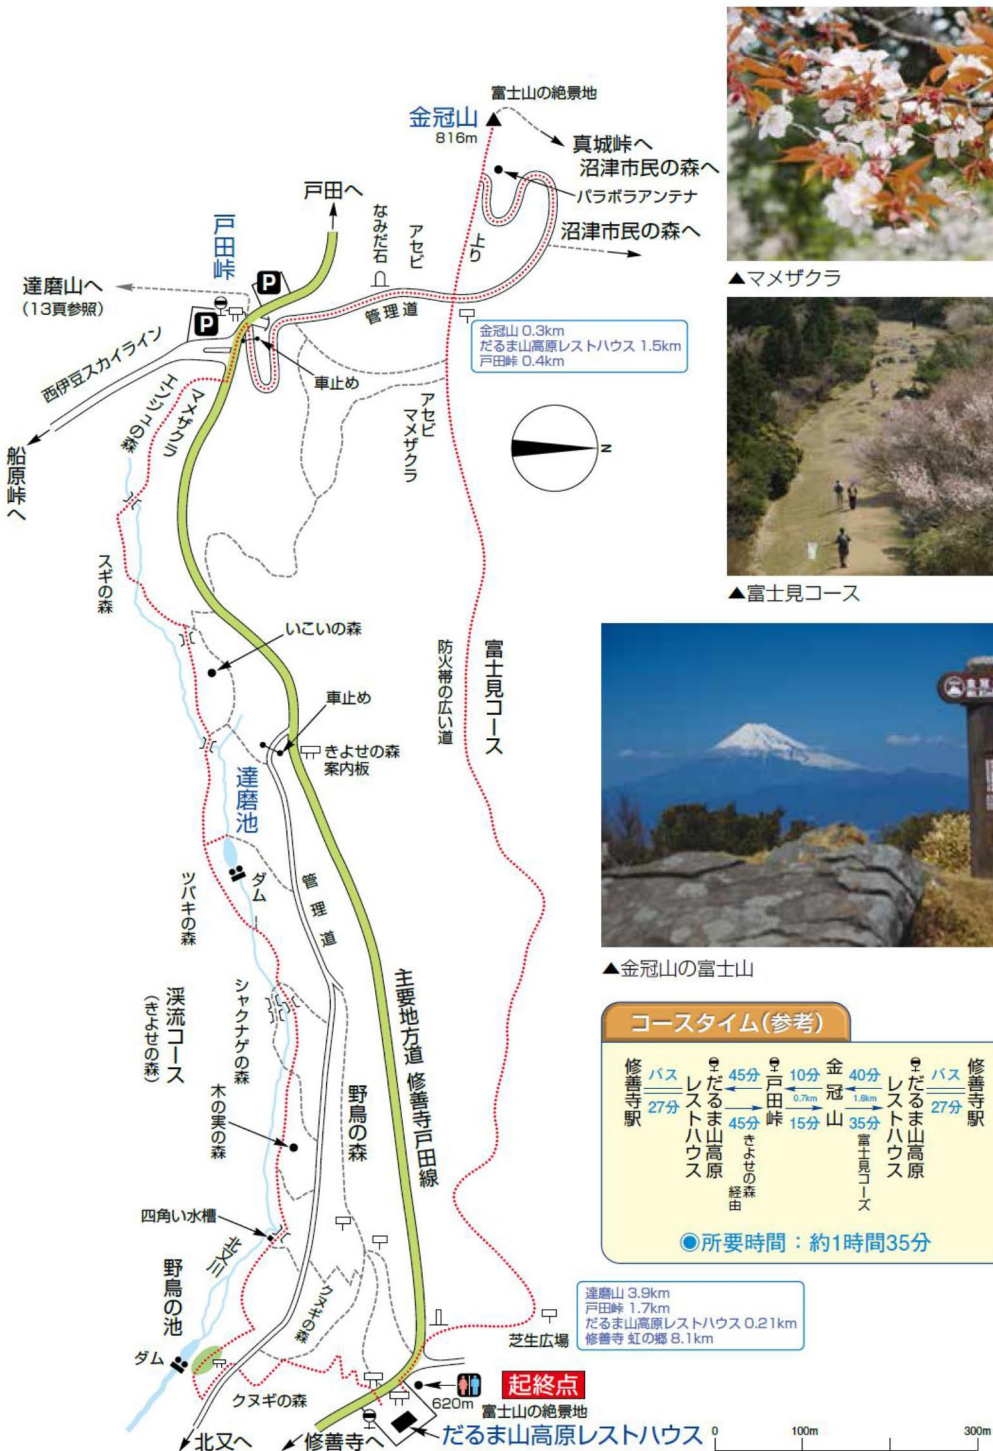 富士山の絶景地
金冠山
816m
真城峠へ
沼津市民の森へ
パラボラアンテナ
戸田へ
なみだ石
アセビ
上り
沼津市民の森へ
戸田峠
達磨山へ
(13頁参照)
P
P
管理道
金冠山 0.3km
だるま山高原レストハウス 1.5km
戸田峠 0.4km
西伊豆スカイライン
車止め
マメザクラ
エンジュの森
アセビ
マメザクラ
N
船原峠へ
▲マメザクラ
▲富士見コース
スギの森
いこいの森
防火帯の広い道
富士見コース
車止め
きよせの森
案内板
達磨池
ダム
管理道
ツバキの森
▲金冠山の富士山
渓流コース
(きよせの森)
シャクナゲの森
主要地方道 修善寺戸田線
木の実の森
野鳥の森
四角い水槽
北又川
野鳥の池
クヌギの森
ダム
クヌギの森
北又へ
修善寺へ
620m
起終点
富士山の絶景地
だるま山高原レストハウス
芝生広場
達磨山 3.9km
戸田峠 1.7km
だるま山高原レストハウス 0.21km
修善寺 虹の郷 8.1km
コースタイム(参考)
修善寺駅
バス
27分
だるま山高原
レストハウス
45分
45分
きよせの森
経由
戸田峠
10分
0.7km
15分
金冠山
40分
1.8km
35分
富士見コーズ
だるま山高原
レストハウス
バス
27分
修善寺駅
◉所要時間：約1時間35分
0
100m
300m